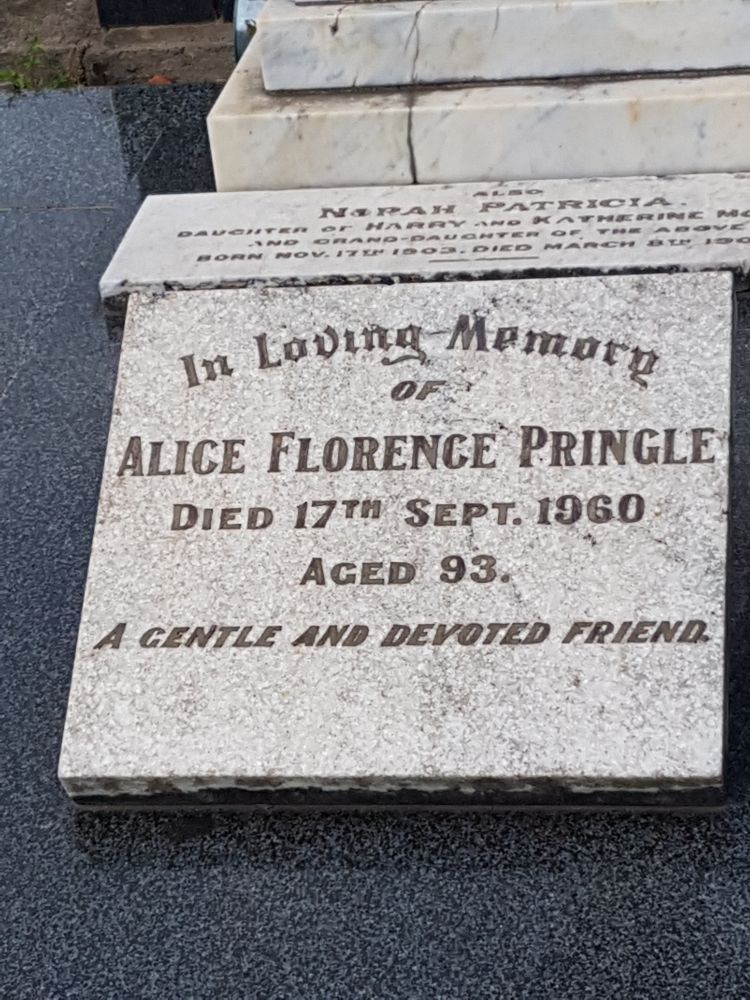 ALSO
NORAH PATRICIA.
DAUGHTER OF HARRY AND KATHERINE
AND GRAND-DAUGHTER OF THE ABOVE
BORN NOV. 17TH 1903. DIED MARCH 8TH
In Loving Memory
OF
ALICE FLORENCE PRINGLE
DIED 17TH SEPT. 1960
AGED 93.
A GENTLE AND DEVOTED FRIEND.